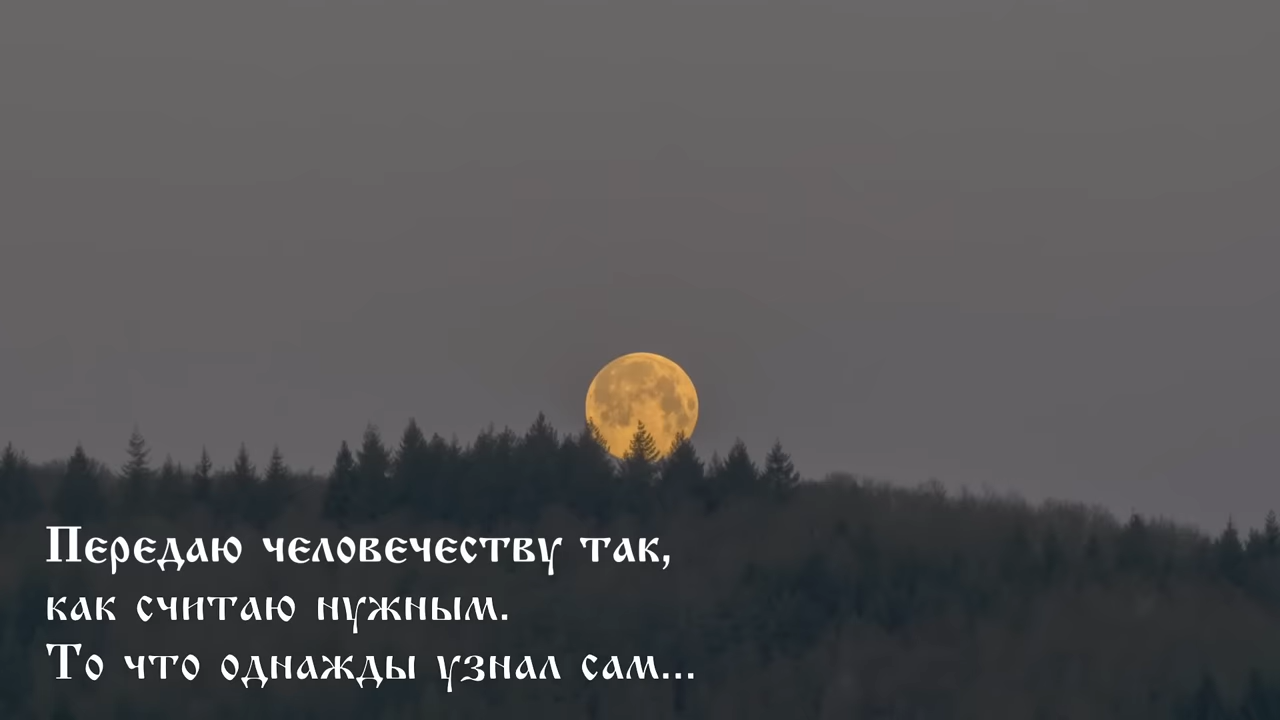 Передаю человечеству так,
как считаю нужным.
То что однажды узнал сам...